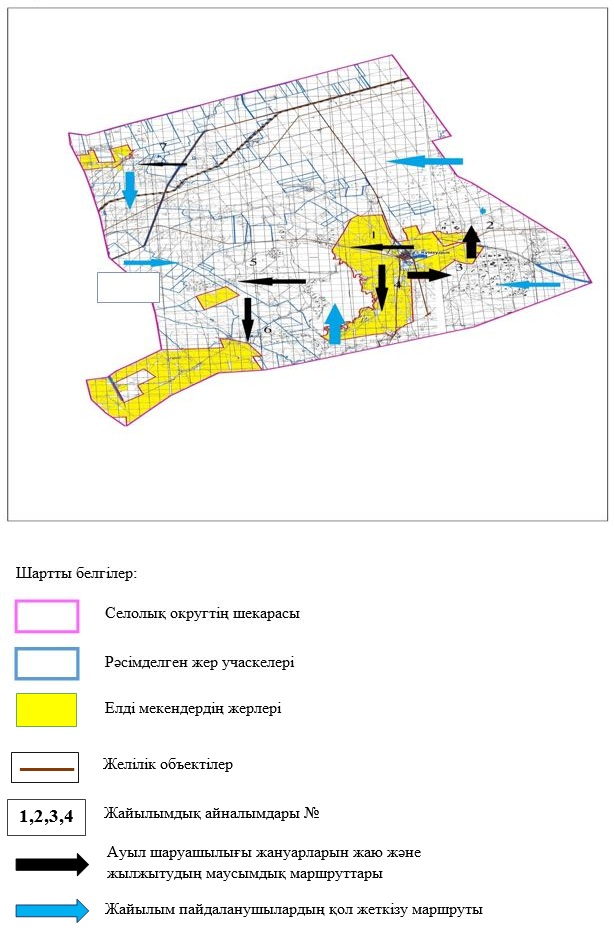 7
1
2
3
4
5
6
Шартты белгілер:
Селолық округтің шекарасы
Рәсімделген жер учаскелері
Елді мекендердің жерлері
Желілік объектілер
1,2,3,4 Жайылымдық айналымдары №
Ауыл шаруашылығы жануарларын жаю және
жылжытудың маусымдық маршруттары
Жайылым пайдаланушылардың қол жеткізу маршруты